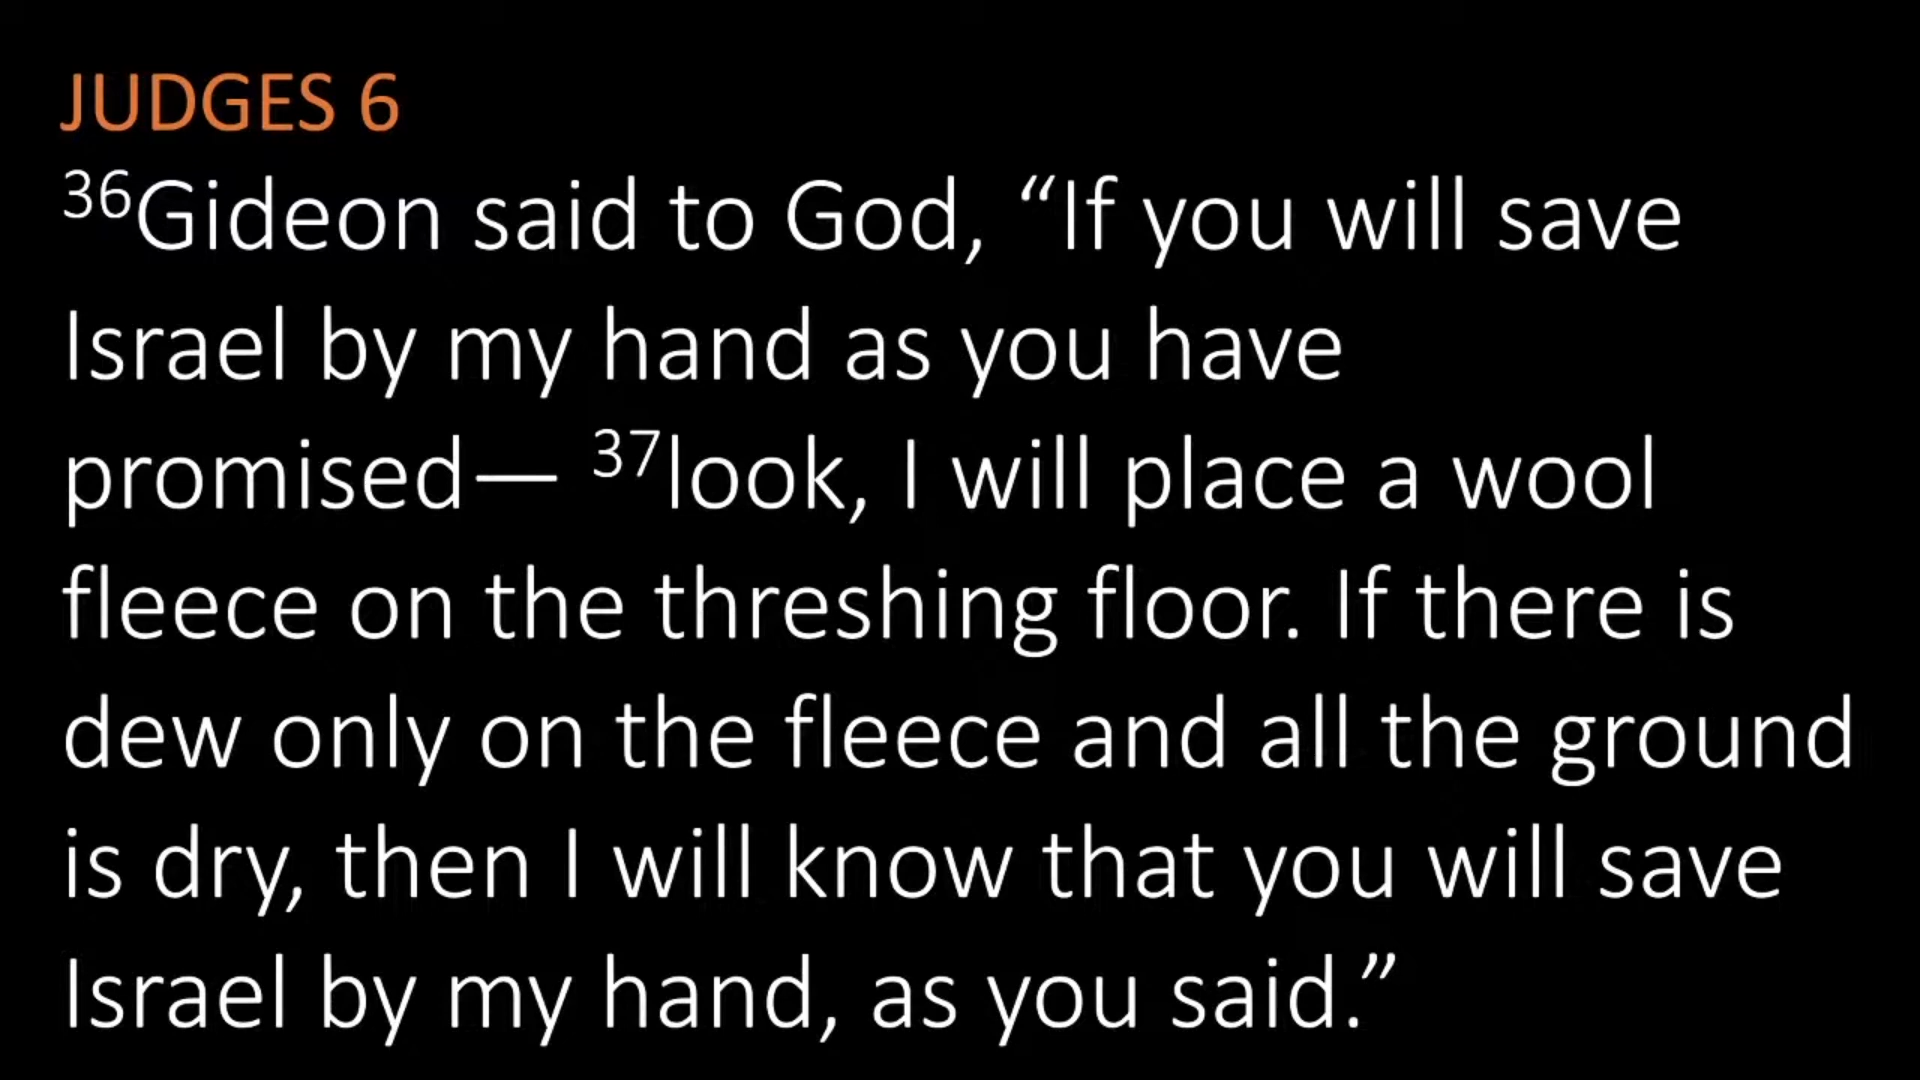 JUDGES 6
³⁶Gideon said to God, “If you will save
Israel by my hand as you have
promised— ³⁷look, I will place a wool
fleece on the threshing floor. If there is
dew only on the fleece and all the ground
is dry, then I will know that you will save
Israel by my hand, as you said.”